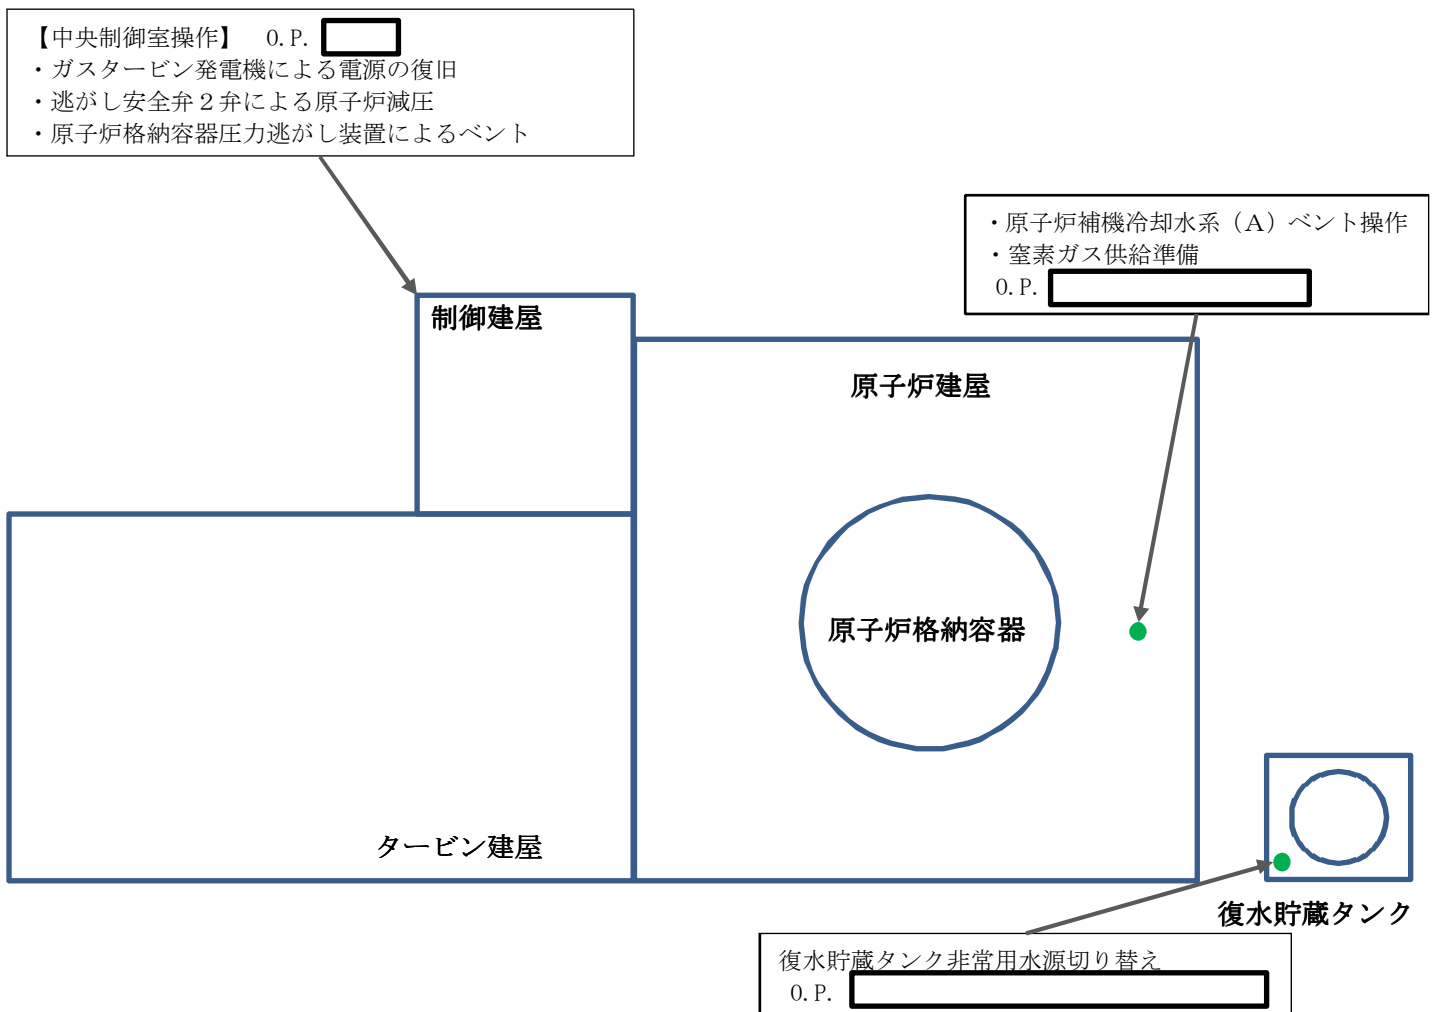 【中央制御室操作】 O.P.
・ガスタービン発電機による電源の復旧
・逃がし安全弁２弁による原子炉減圧
・原子炉格納容器圧力逃がし装置によるベント
・原子炉補機冷却水系（A）ベント操作
・窒素ガス供給準備
O.P.
制御建屋
原子炉建屋
原子炉格納容器
タービン建屋
復水貯蔵タンク
復水貯蔵タンク非常用水源切り替え
O.P.